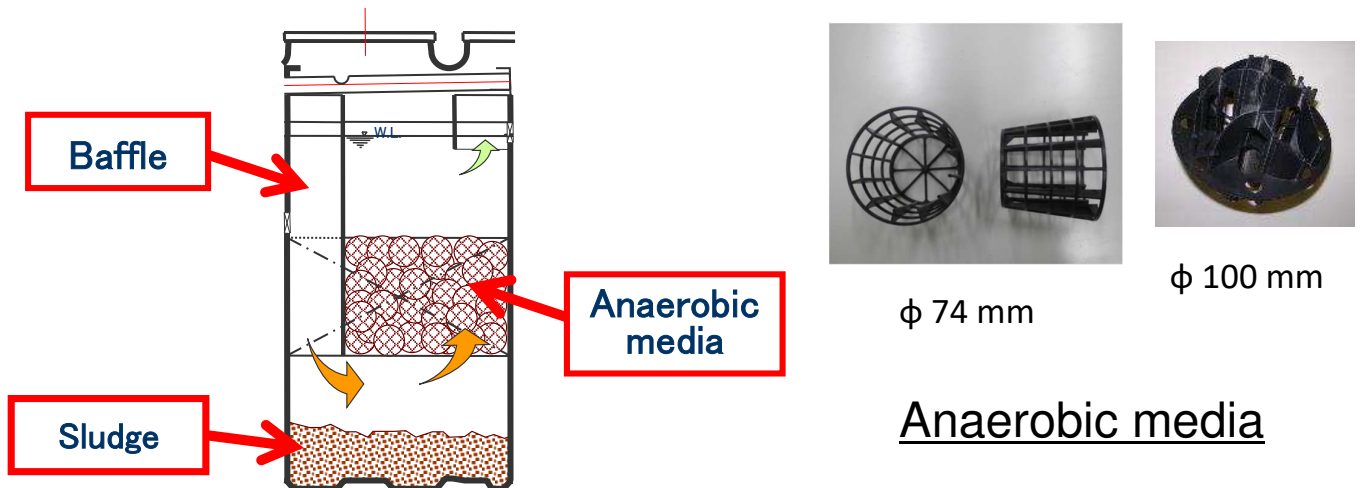 W.L.
Baffle
Anaerobic
media
Sludge
ϕ 74 mm
ϕ 100 mm
Anaerobic media